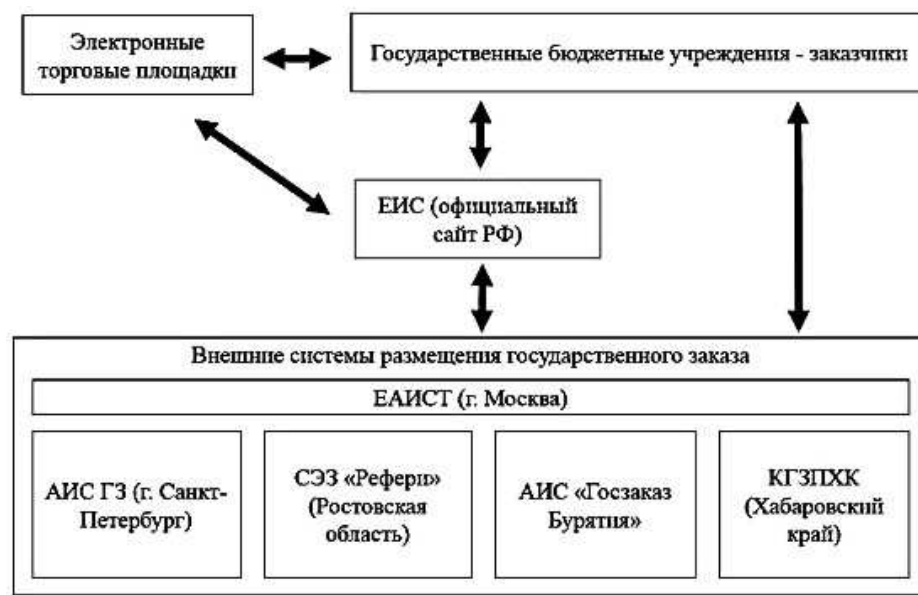 Электронные
торговые площадки
Государственные бюджетные учреждения - заказчики
ЕИС (официальный
сайт РФ)
Внешние системы размещения государственного заказа
ЕАИСТ (г. Москва)
АИС ГЗ (г. Санкт-
Петербург)
СЭЗ «Рефери»
(Ростовская
область)
АИС «Госзаказ
Бурятия»
КГЗПХК
(Хабаровский
край)